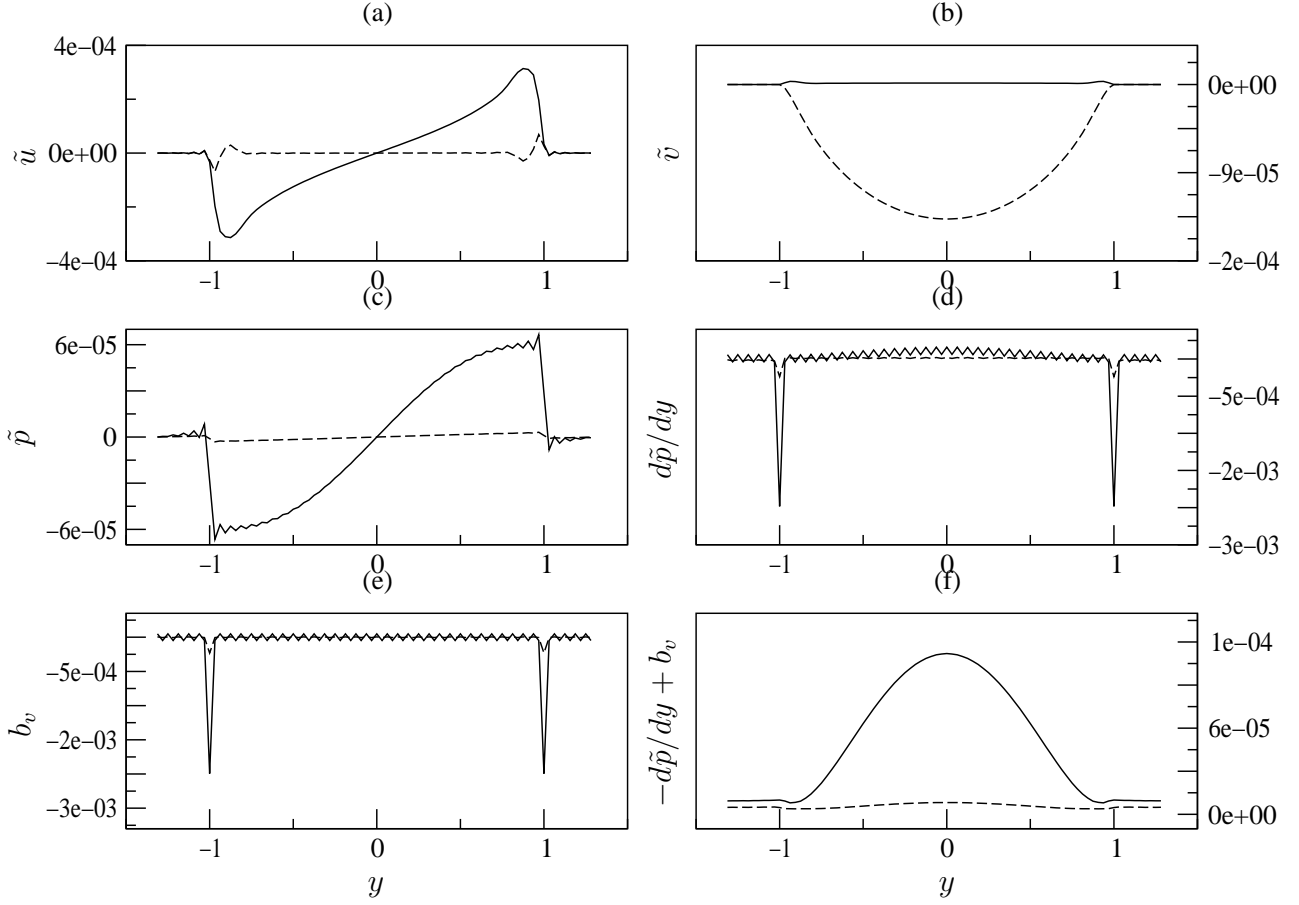 (a)
(b)
4e−04
0e+00
−4e−04
ũ
−1
0
1
0e+00
−9e−05
−2e−04
ṽ
−1
0
1
(c)
(d)
6e−05
0
−6e−05
p̃
−1
0
1
−5e−04
−2e−03
−3e−03
dp̃/dy
−1
0
1
(e)
(f)
−5e−04
−2e−03
−3e−03
b_v
−1
0
1
y
1e−04
6e−05
0e+00
−dp̃/dy + b_v
−1
0
1
y